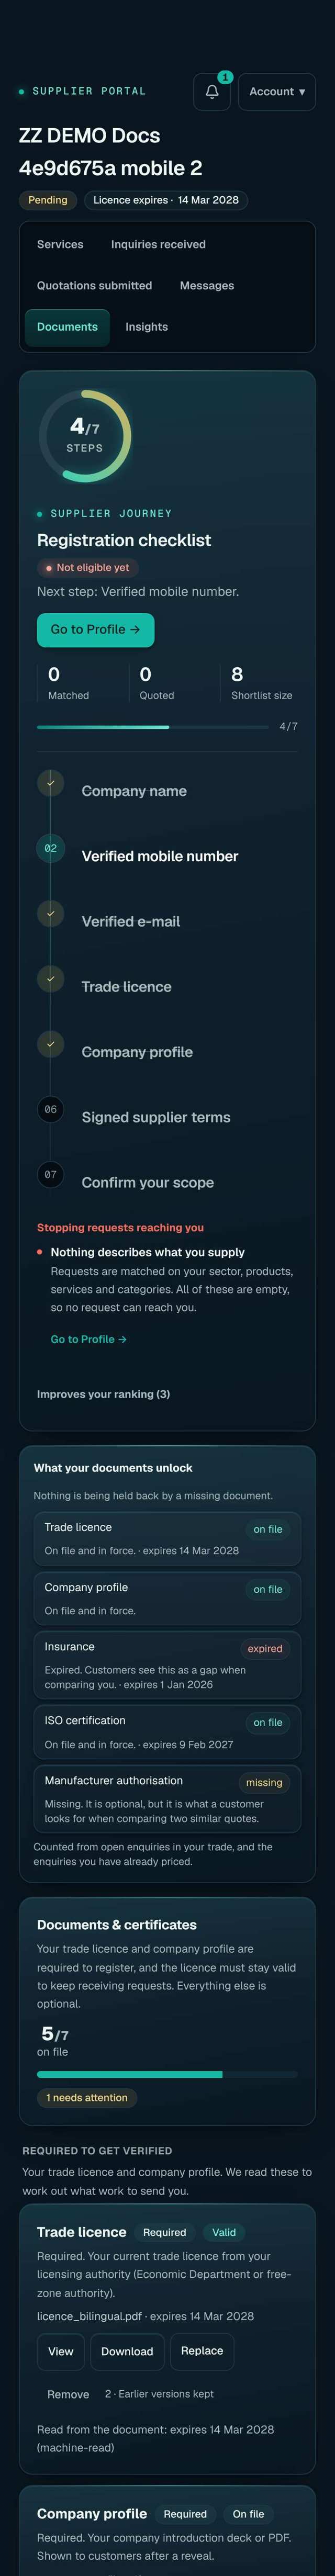 SUPPLIER PORTAL
1
Account ▾
ZZ DEMO Docs
4e9d675a mobile 2
Pending
Licence expires · 14 Mar 2028
Services
Inquiries received
Quotations submitted
Messages
Documents
Insights
4/7
STEPS
SUPPLIER JOURNEY
Registration checklist
Not eligible yet
Next step: Verified mobile number.
Go to Profile →
0
0
8
Matched
Quoted
Shortlist size
4/7
✓ Company name
02 Verified mobile number
✓ Verified e-mail
✓ Trade licence
✓ Company profile
06 Signed supplier terms
07 Confirm your scope
Stopping requests reaching you
Nothing describes what you supply
Requests are matched on your sector, products,
services and categories. All of these are empty,
so no request can reach you.
Go to Profile →
Improves your ranking (3)
What your documents unlock
Nothing is being held back by a missing document.
Trade licence
on file
On file and in force. · expires 14 Mar 2028
Company profile
on file
On file and in force.
Insurance
expired
Expired. Customers see this as a gap when
comparing you. · expires 1 Jan 2026
ISO certification
on file
On file and in force. · expires 9 Feb 2027
Manufacturer authorisation
missing
Missing. It is optional, but it is what a customer
looks for when comparing two similar quotes.
Counted from open enquiries in your trade, and the
enquiries you have already priced.
Documents & certificates
Your trade licence and company profile are
required to register, and the licence must stay valid
to keep receiving requests. Everything else is
optional.
5/7
on file
1 needs attention
REQUIRED TO GET VERIFIED
Your trade licence and company profile. We read these to
work out what work to send you.
Trade licence
Required
Valid
Required. Your current trade licence from your
licensing authority (Economic Department or free-
zone authority).
licence_bilingual.pdf · expires 14 Mar 2028
View
Download
Replace
Remove
2 · Earlier versions kept
Read from the document: expires 14 Mar 2028
(machine-read)
Company profile
Required
On file
Required. Your company introduction deck or PDF.
Shown to customers after a reveal.